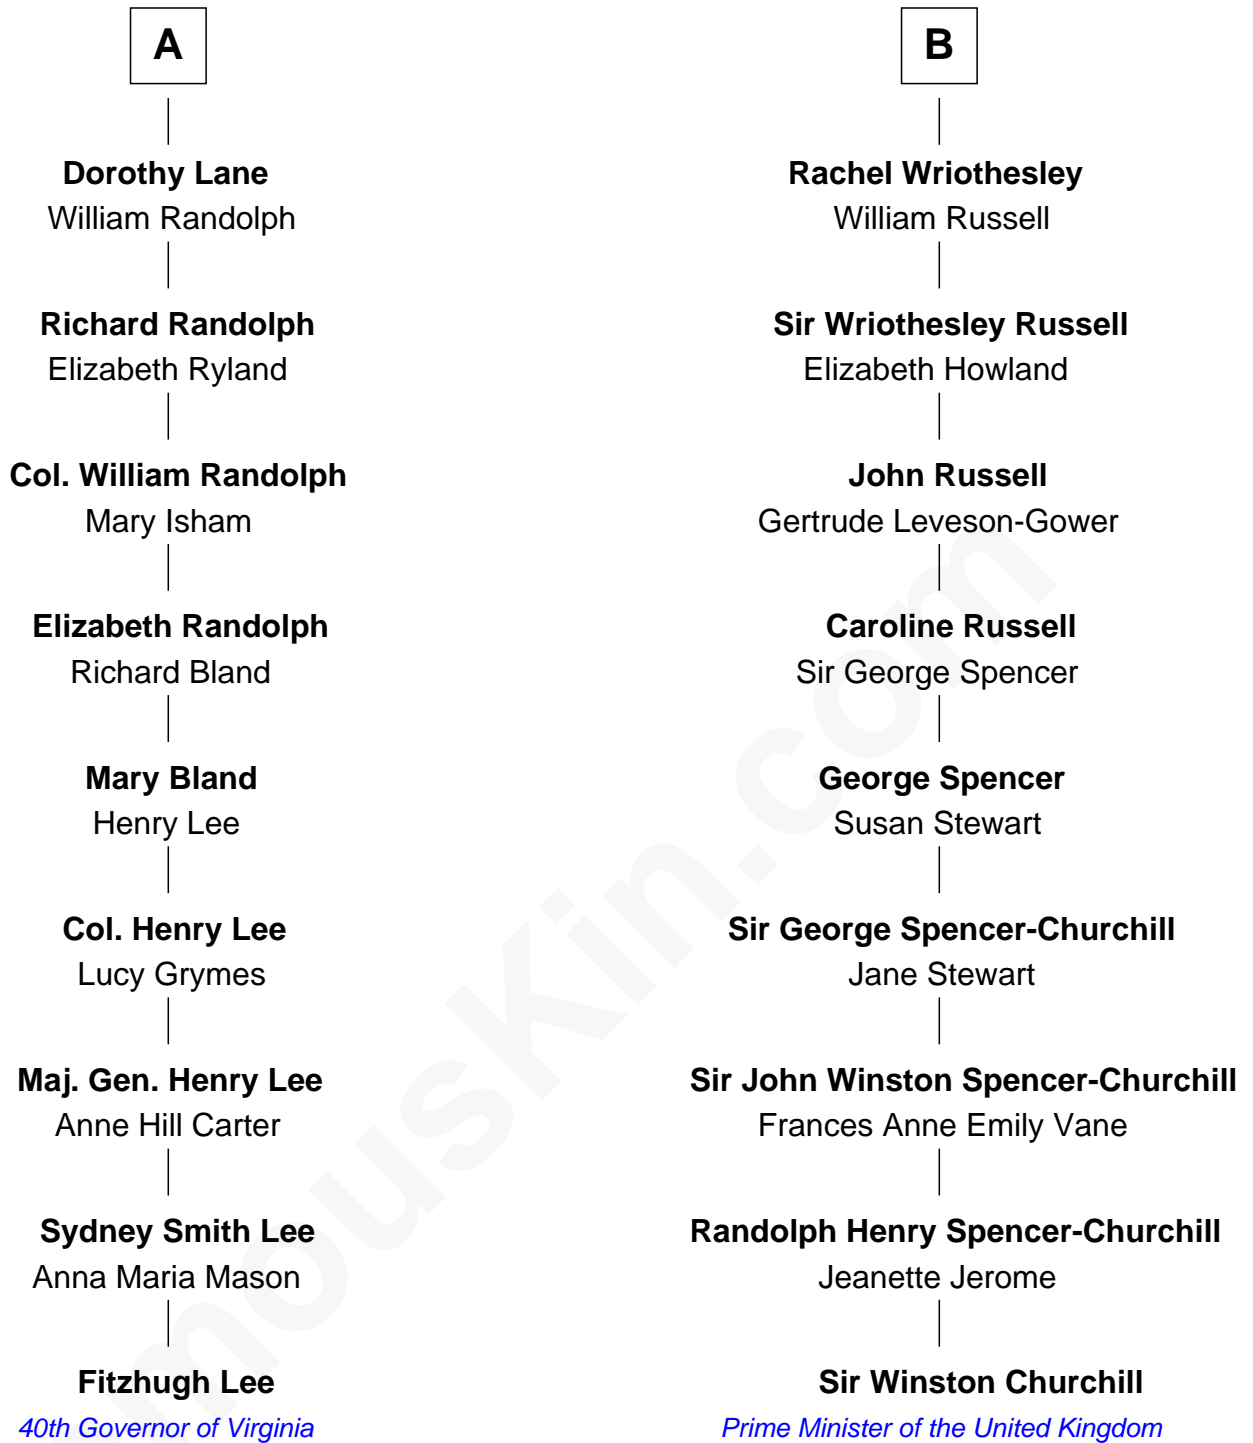 A
Dorothy Lane
William Randolph
Richard Randolph
Elizabeth Ryland
Col. William Randolph
Mary Isham
Elizabeth Randolph
Richard Bland
Mary Bland
Henry Lee
Col. Henry Lee
Lucy Grymes
Maj. Gen. Henry Lee
Anne Hill Carter
Sydney Smith Lee
Anna Maria Mason
Fitzhugh Lee
40th Governor of Virginia
B
Rachel Wriothesley
William Russell
Sir Wriothesley Russell
Elizabeth Howland
John Russell
Gertrude Leveson-Gower
Caroline Russell
Sir George Spencer
George Spencer
Susan Stewart
Sir George Spencer-Churchill
Jane Stewart
Sir John Winston Spencer-Churchill
Frances Anne Emily Vane
Randolph Henry Spencer-Churchill
Jeanette Jerome
Sir Winston Churchill
Prime Minister of the United Kingdom
mousKin.com